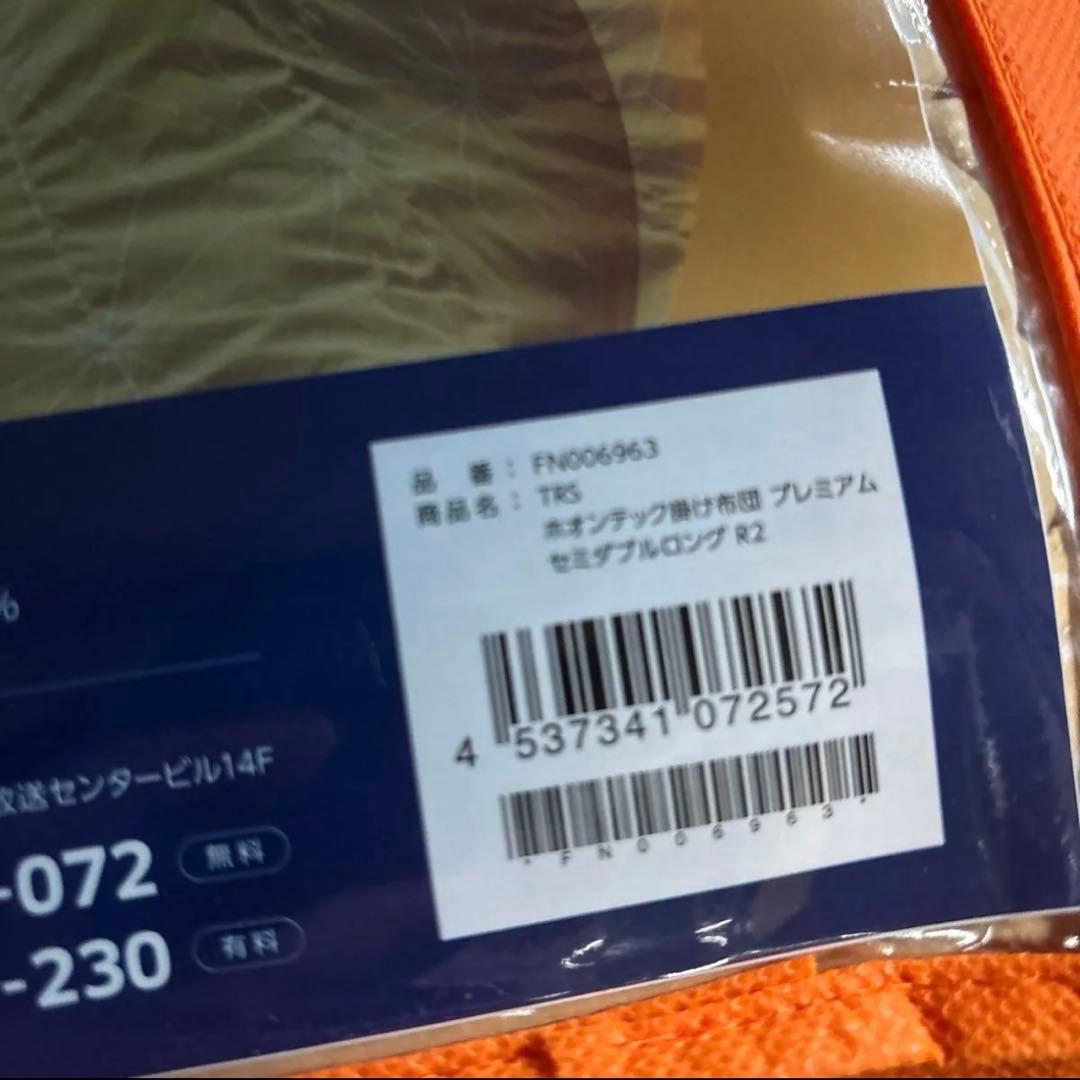 品 番： FN006963
商品名： TRS
ホオンテック掛け布団 プレミアム
セミダブルロング R2
4 537341 072572
*FN006963*
%
放送センタービル14F
-072 無料
-230 有料